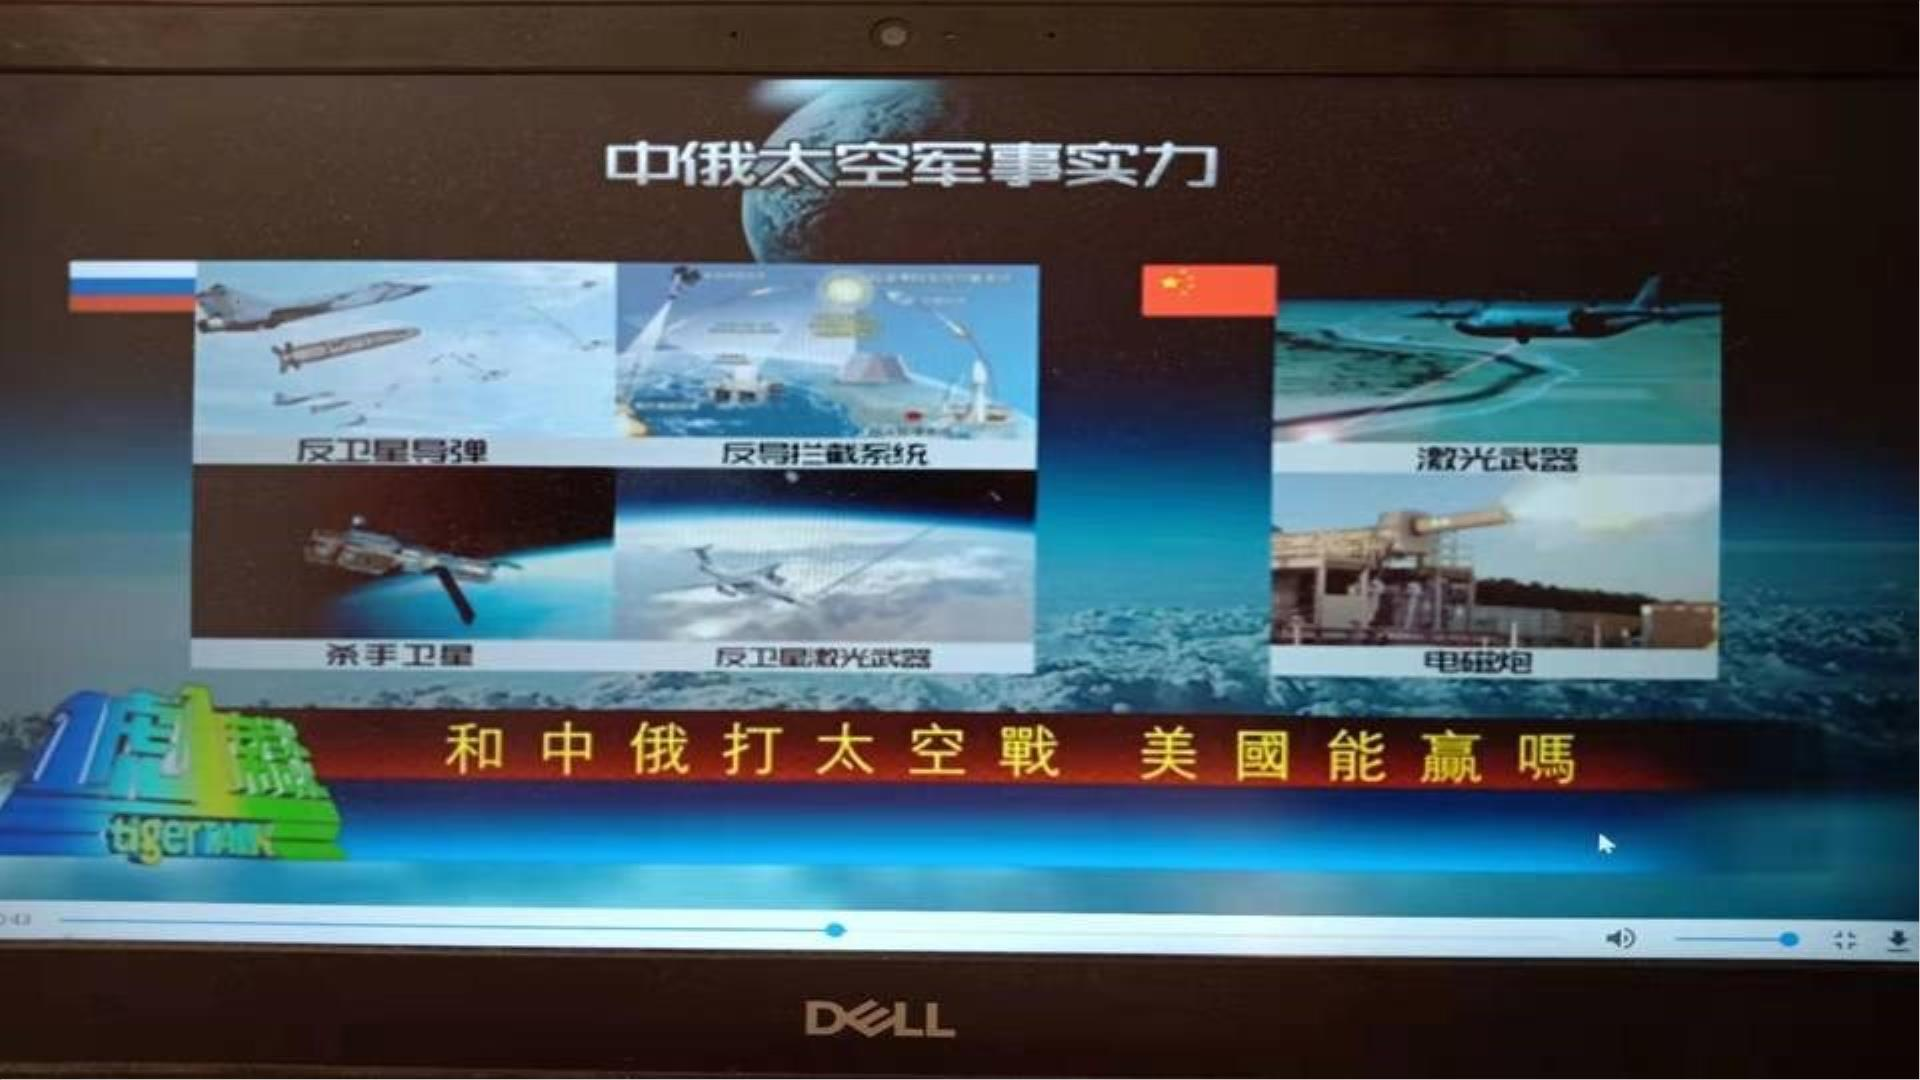 中俄太空军事实力
反卫星导弹
反导拦截系统
激光武器
杀手卫星
反卫星激光武器
电磁炮
和中俄打太空戰 美國能贏嗎
tigerTALK
DELL